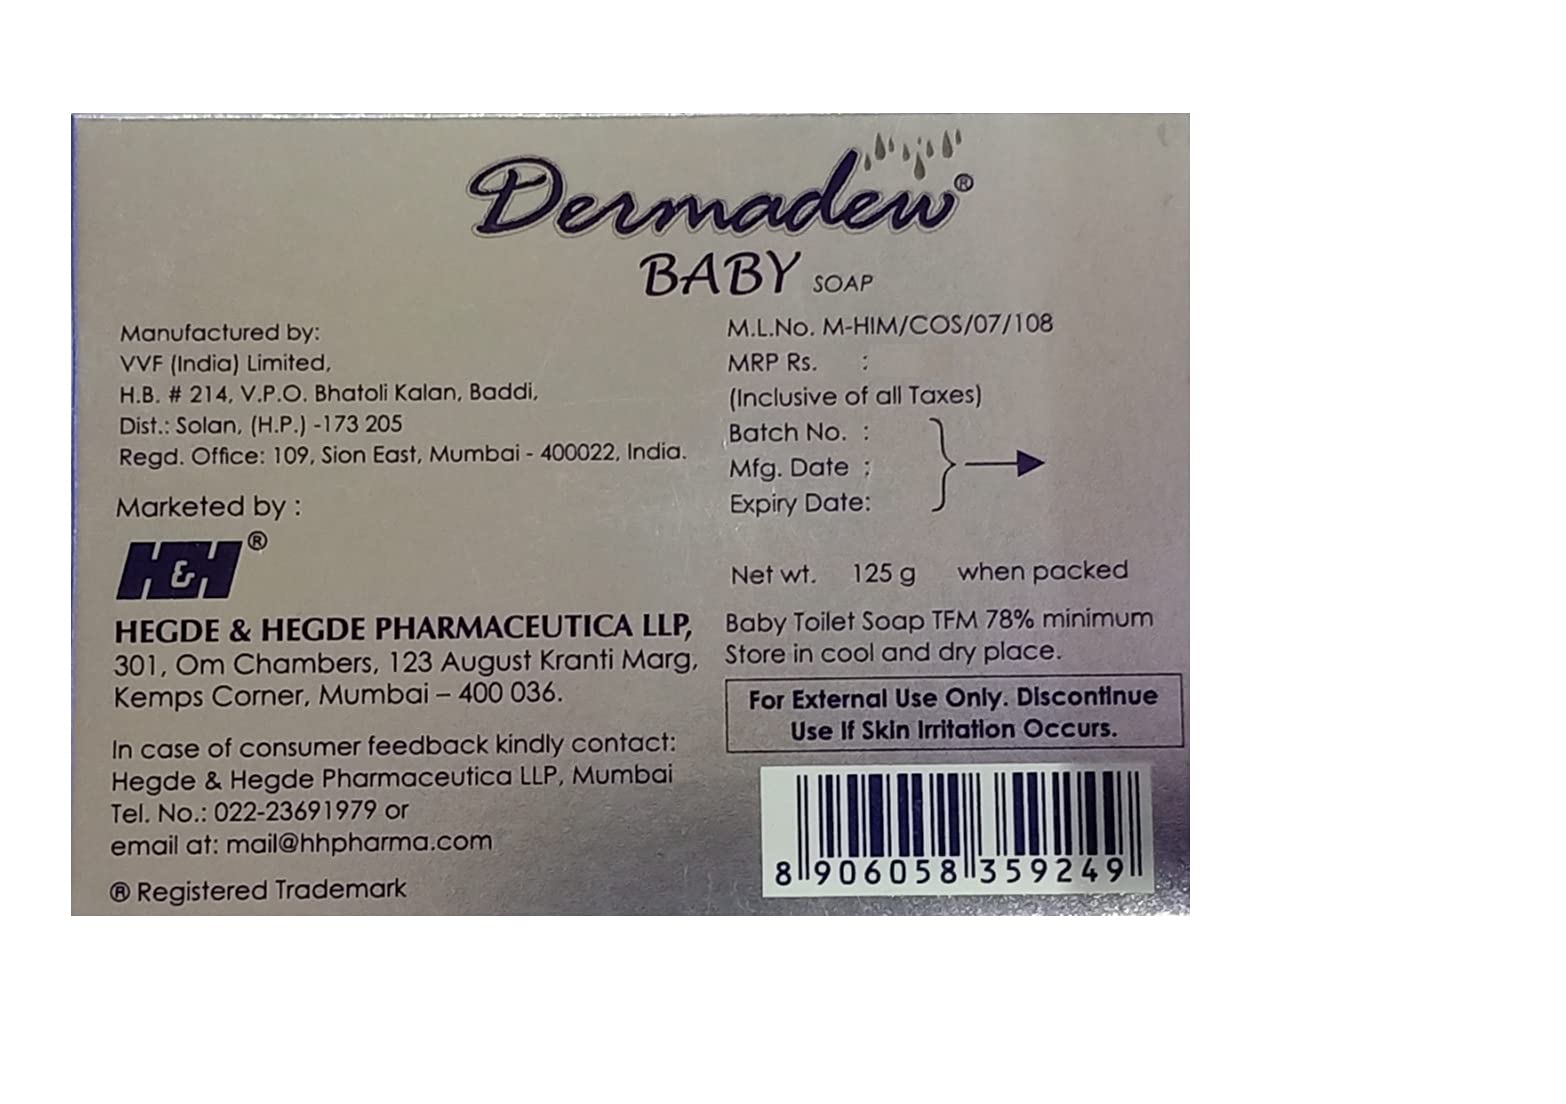 Dermadew®
BABY SOAP
Manufactured by:
VVF (India) Limited,
H.B. # 214, V.P.O. Bhatoli Kalan, Baddi,
Dist.: Solan, (H.P.) -173 205
Regd. Office: 109, Sion East, Mumbai - 400022, India.
Marketed by :
H&H®
HEGDE & HEGDE PHARMACEUTICA LLP,
301, Om Chambers, 123 August Kranti Marg,
Kemps Corner, Mumbai – 400 036.
In case of consumer feedback kindly contact:
Hegde & Hegde Pharmaceutica LLP, Mumbai
Tel. No.: 022-23691979 or
email at: mail@hhpharma.com
® Registered Trademark
M.L.No. M-HIM/COS/07/108
MRP Rs. :
(Inclusive of all Taxes)
Batch No. :
Mfg. Date :
Expiry Date:
Net wt. 125 g when packed
Baby Toilet Soap TFM 78% minimum
Store in cool and dry place.
For External Use Only. Discontinue
Use If Skin Irritation Occurs.
8 906058 359249